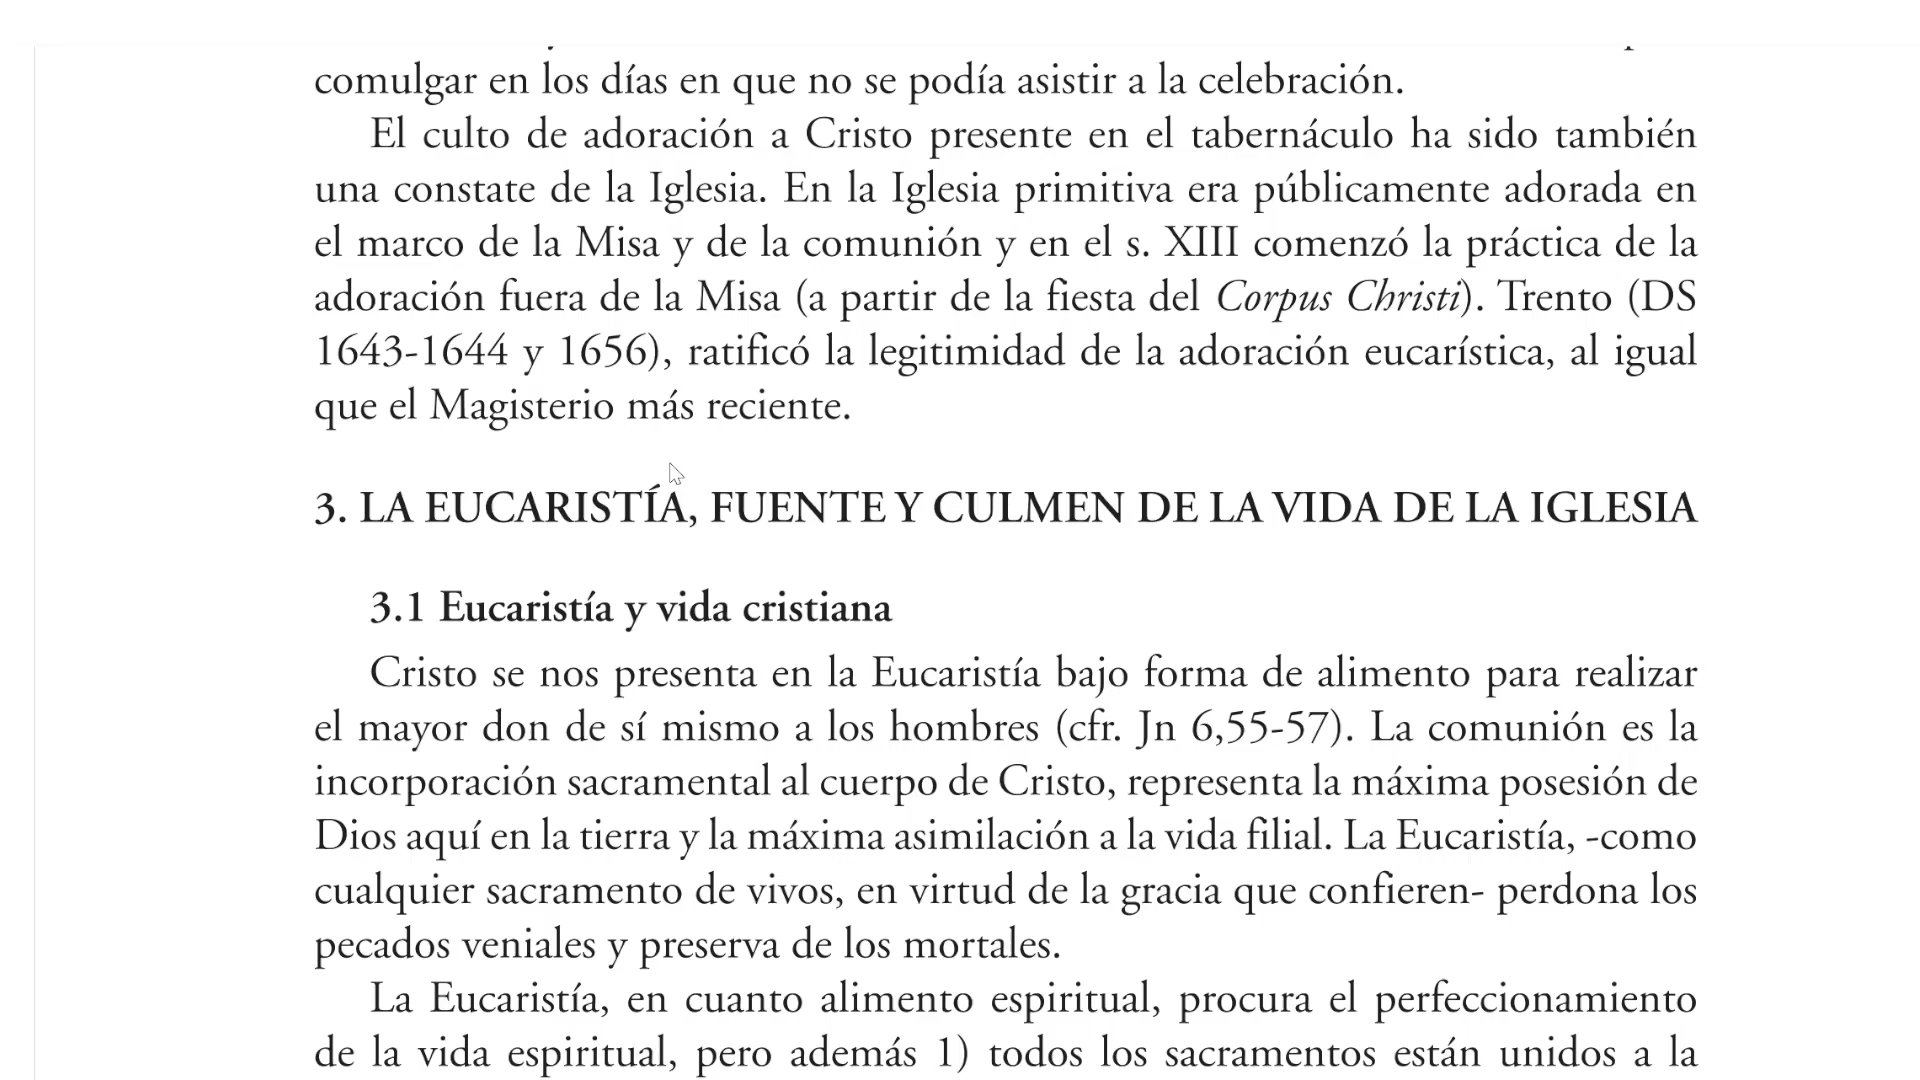 comulgar en los días en que no se podía asistir a la celebración.
El culto de adoración a Cristo presente en el tabernáculo ha sido también
una constate de la Iglesia. En la Iglesia primitiva era públicamente adorada en
el marco de la Misa y de la comunión y en el s. XIII comenzó la práctica de la
adoración fuera de la Misa (a partir de la fiesta del Corpus Christi). Trento (DS
1643-1644 y 1656), ratificó la legitimidad de la adoración eucarística, al igual
que el Magisterio más reciente.
3. LA EUCARISTÍA, FUENTE Y CULMEN DE LA VIDA DE LA IGLESIA
3.1 Eucaristía y vida cristiana
Cristo se nos presenta en la Eucaristía bajo forma de alimento para realizar
el mayor don de sí mismo a los hombres (cfr. Jn 6,55-57). La comunión es la
incorporación sacramental al cuerpo de Cristo, representa la máxima posesión de
Dios aquí en la tierra y la máxima asimilación a la vida filial. La Eucaristía, -como
cualquier sacramento de vivos, en virtud de la gracia que confieren- perdona los
pecados veniales y preserva de los mortales.
La Eucaristía, en cuanto alimento espiritual, procura el perfeccionamiento
de la vida espiritual, pero además 1) todos los sacramentos están unidos a la